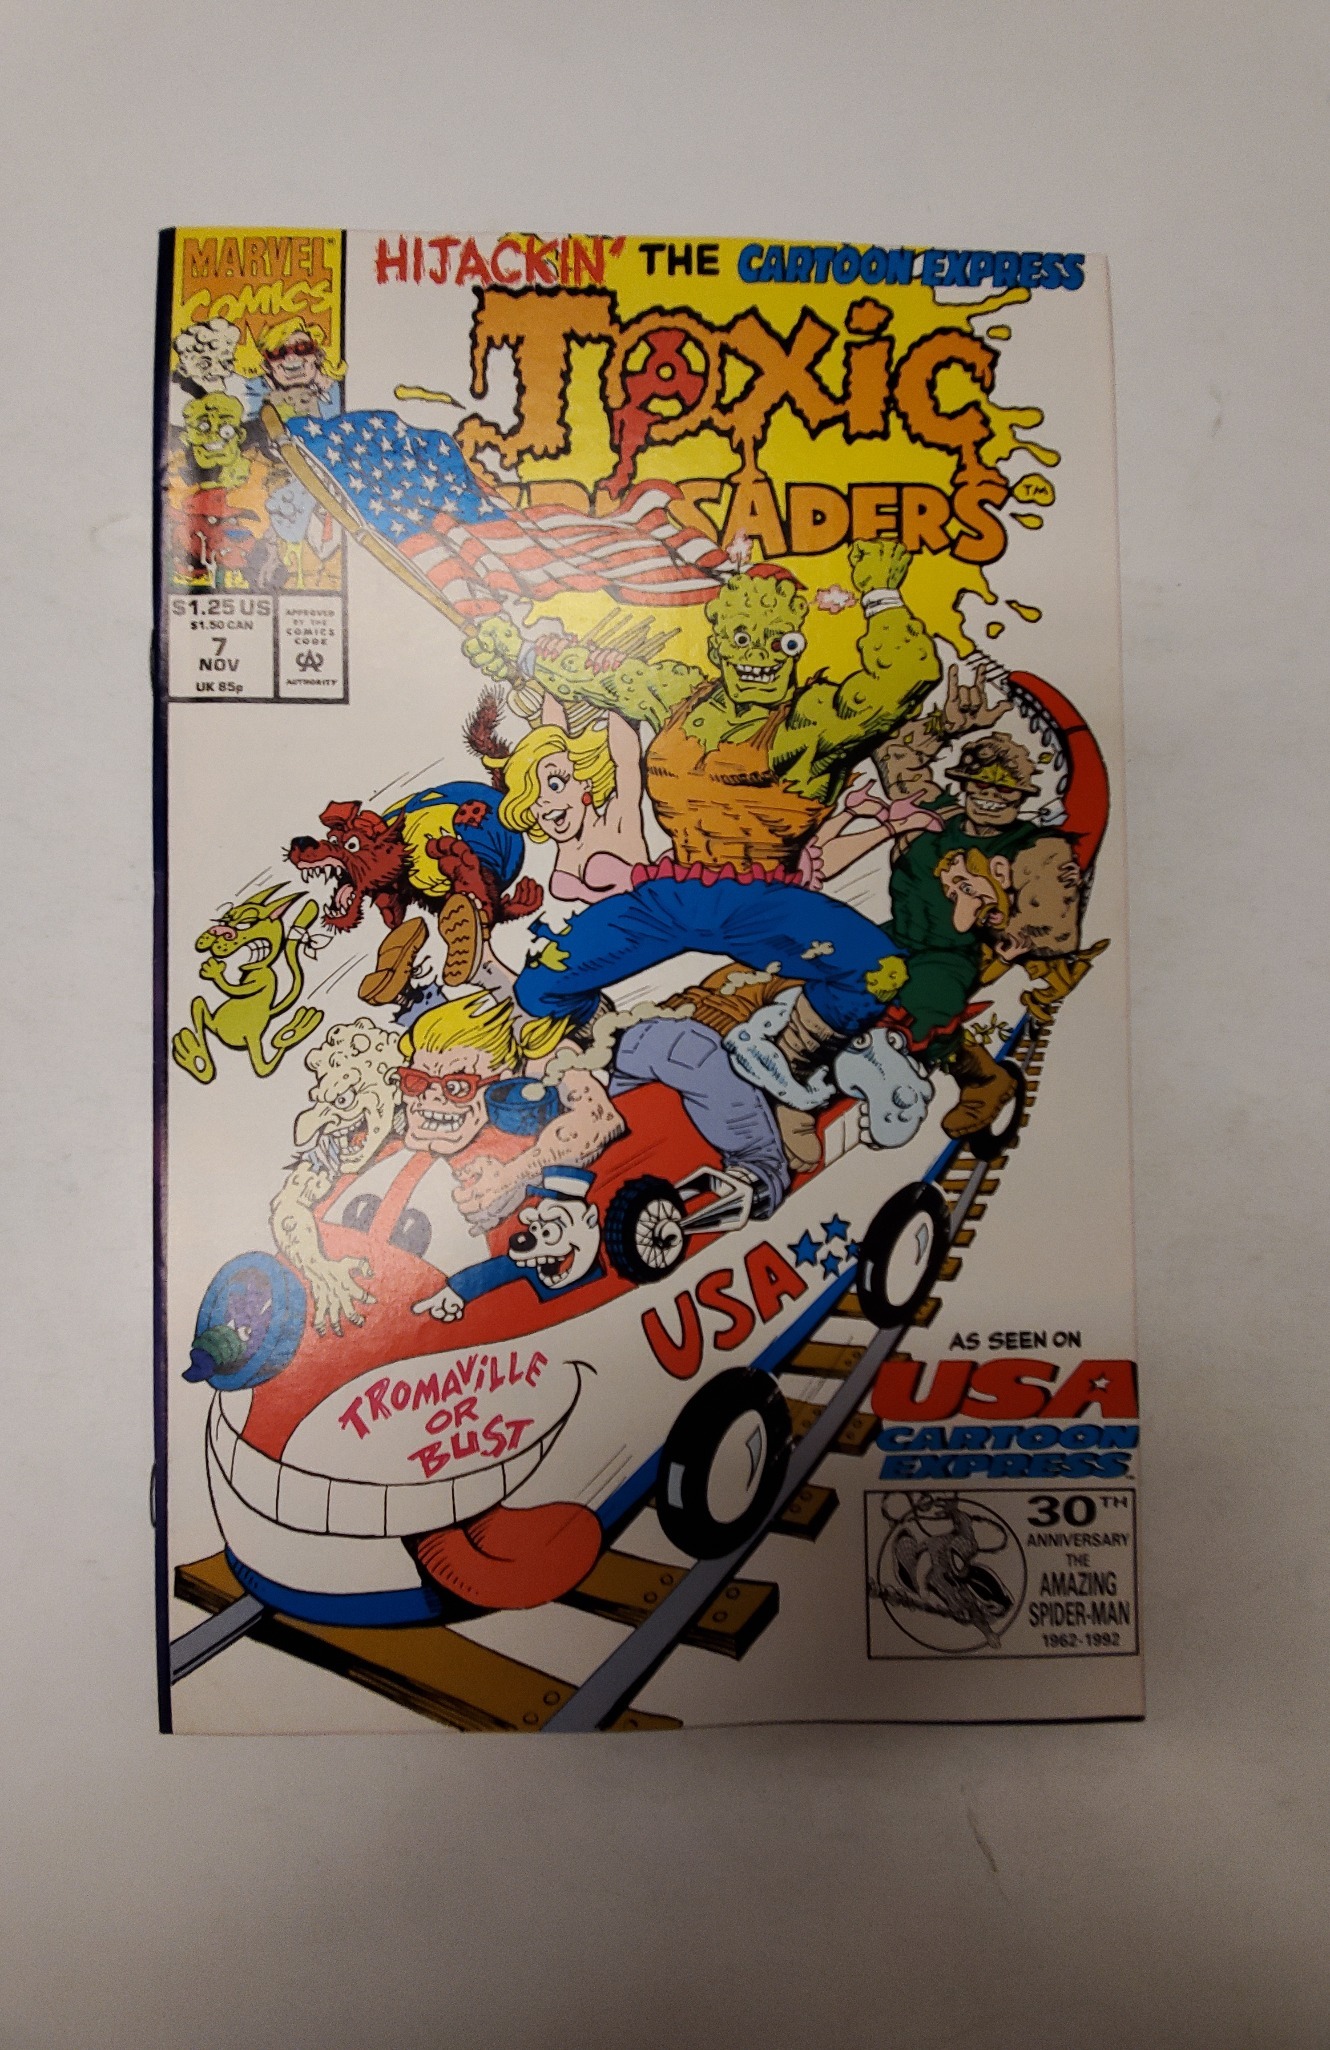 MARVEL
COMICS
HIJACKIN' THE CARTOON EXPRESS
TOXIC
CRUSADERS™
™
$1.25 US
$1.50 CAN
7
NOV
UK 85p
APPROVED
BY THE
COMICS
CODE
CA
AUTHORITY
USA
TROMAVILLE
OR
BUST
AS SEEN ON
USA
CARTOON
EXPRESS
30TH
ANNIVERSARY
THE
AMAZING
SPIDER-MAN
1962-1992